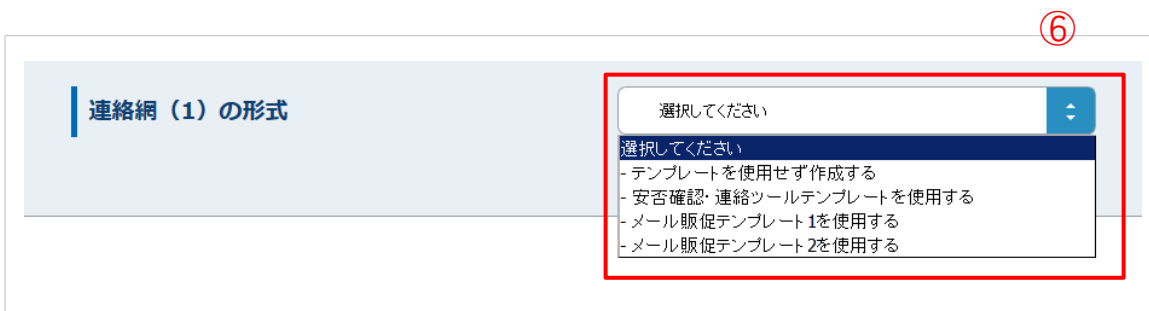 ⑥
連絡網（1）の形式
選択してください
選択してください
- テンプレートを使用せず作成する
- 安否確認・連絡ツールテンプレートを使用する
- メール販促テンプレート1を使用する
- メール販促テンプレート2を使用する